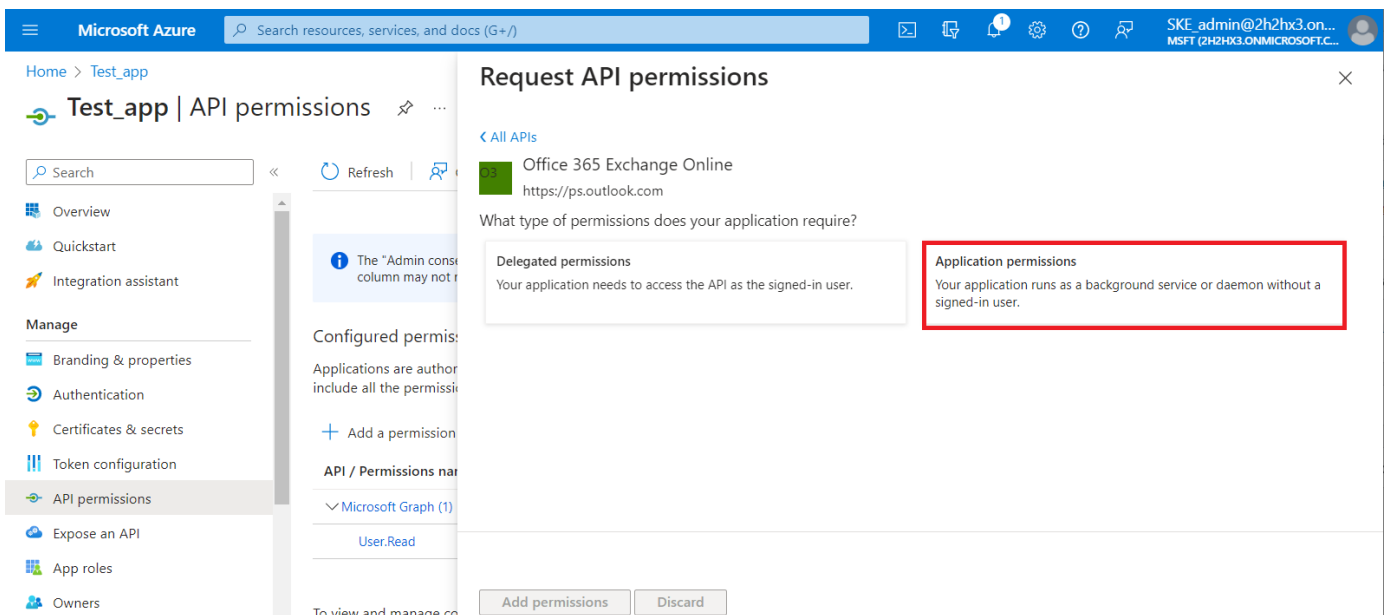 Microsoft Azure
Search resources, services, and docs (G+/)
1
SKE_admin@2h2hx3.on...
MSFT (2H2HX3.ONMICROSOFT.C...
Home > Test_app
Test_app | API permissions
Search
Overview
Quickstart
Integration assistant
Manage
Branding & properties
Authentication
Certificates & secrets
Token configuration
API permissions
Expose an API
App roles
Owners
Refresh
The "Admin conse
column may not r
Configured permis
Applications are author
include all the permissi
Add a permission
API / Permissions nar
Microsoft Graph (1)
User.Read
To view and manage co
Request API permissions
All APIs
O3
Office 365 Exchange Online
https://ps.outlook.com
What type of permissions does your application require?
Delegated permissions
Your application needs to access the API as the signed-in user.
Application permissions
Your application runs as a background service or daemon without a
signed-in user.
Add permissions
Discard